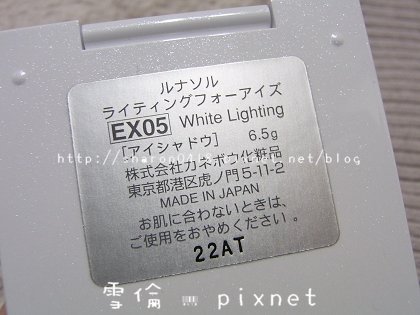 ルナソル
ライティングフォーアイズ
EX05 White Lighting
[アイシャドウ] 6.5g
株式会社カネボウ化粧品
東京都港区虎ノ門5-11-2
MADE IN JAPAN
お肌に合わないときは、
ご使用をおやめください。
22AT
雪倫 pixnet